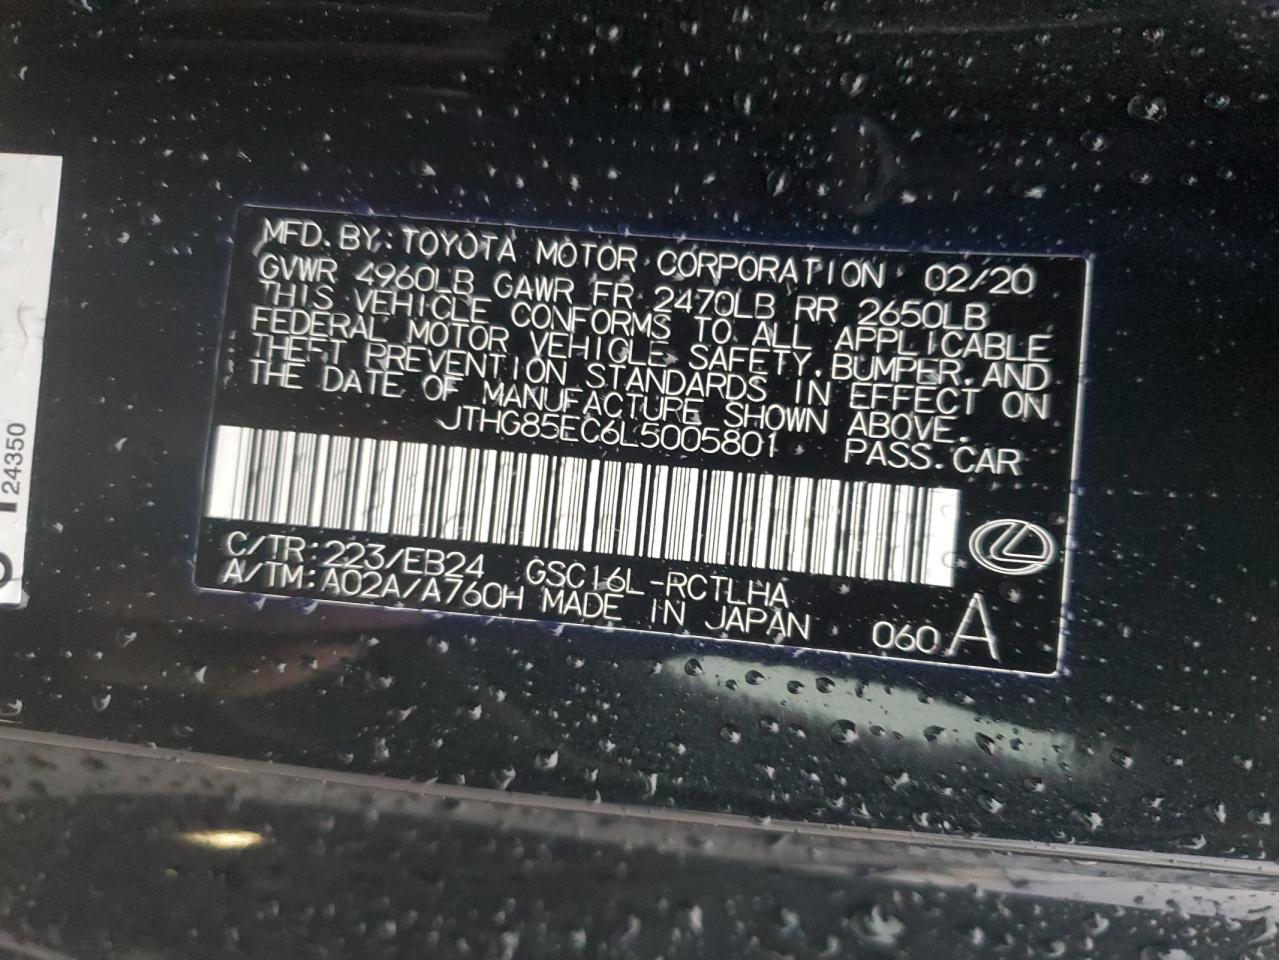 MFD. BY: TOYOTA MOTOR CORPORATION 02/20
GVWR 4960LB GAWR FR 2470LB RR 2650LB
THIS VEHICLE CONFORMS TO ALL APPLICABLE
FEDERAL MOTOR VEHICLE SAFETY, BUMPER, AND
THEFT PREVENTION STANDARDS IN EFFECT ON
THE DATE OF MANUFACTURE SHOWN ABOVE.
JTHG85EC6L5005801 PASS. CAR
C/TR: 223/EB24 GSC16L-RCTLHA
A/TM: A02A/A760H MADE IN JAPAN 060 A
24350